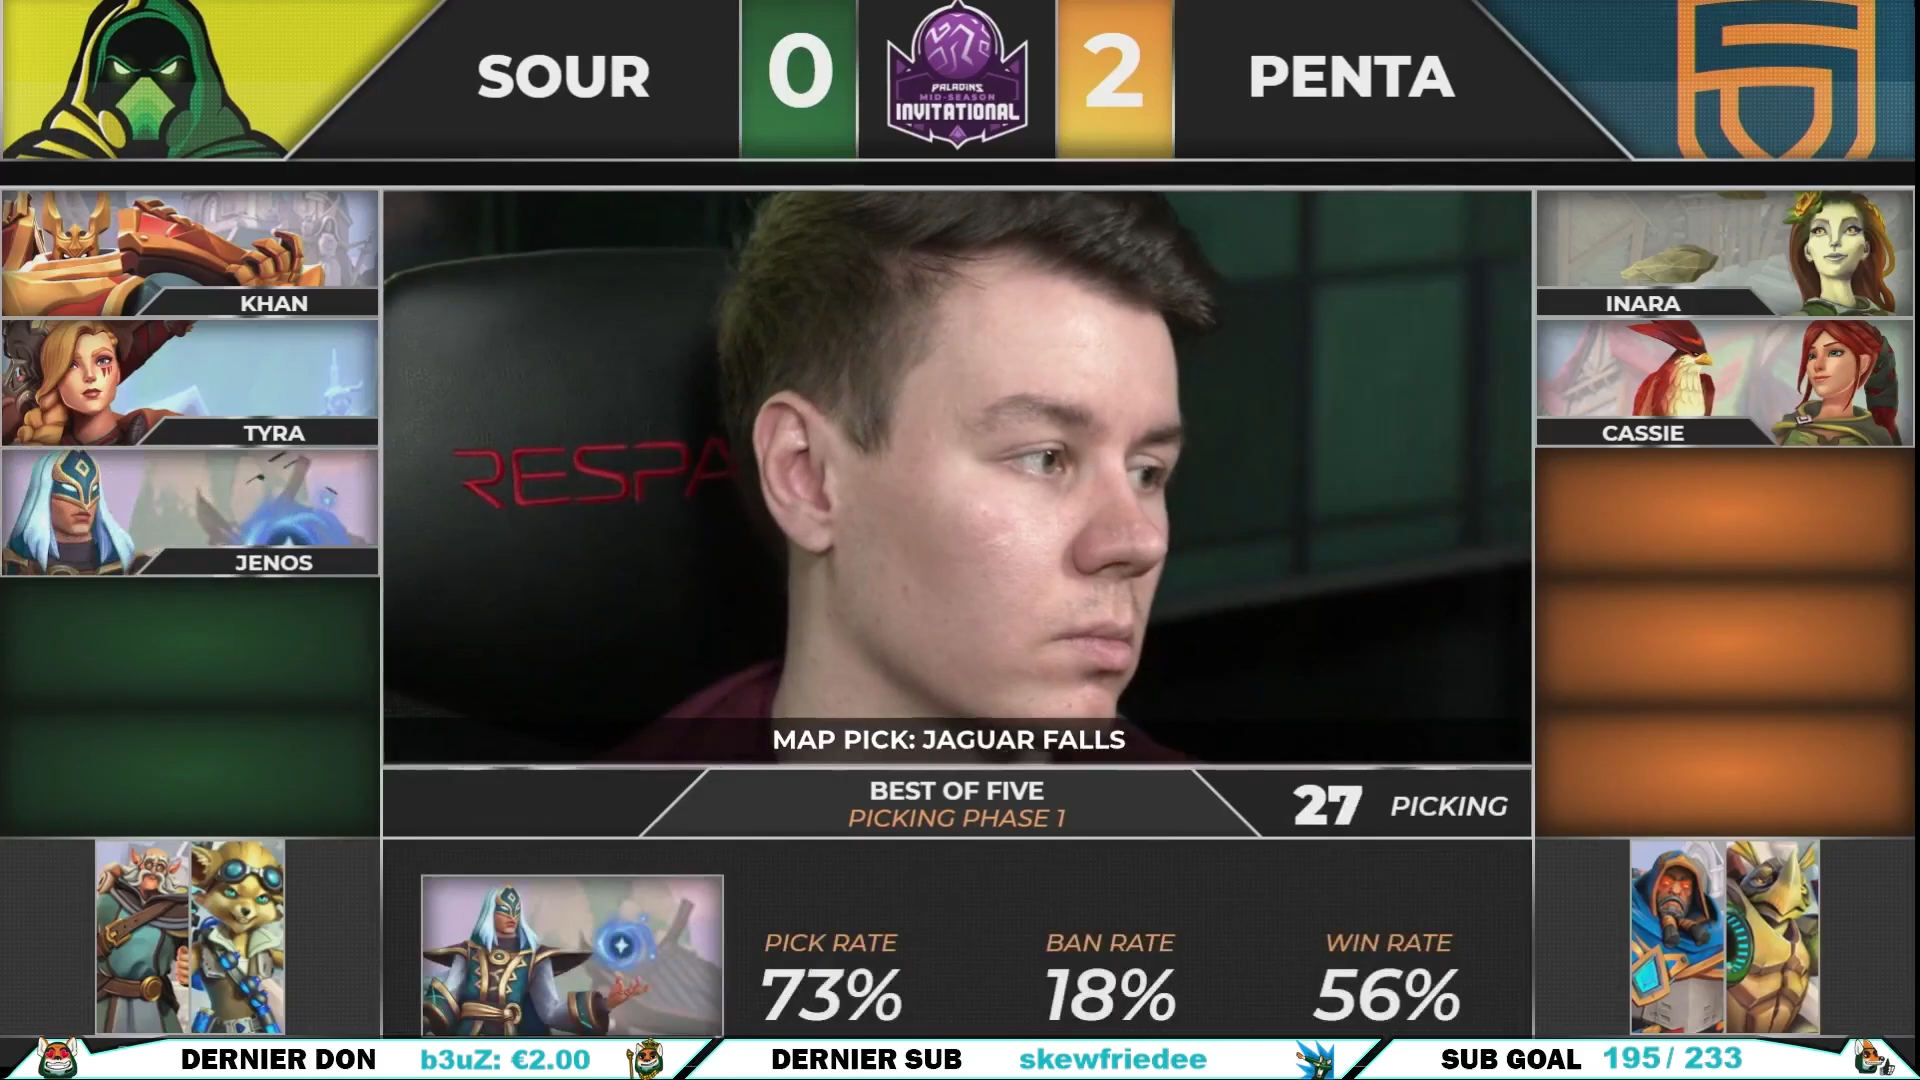 SOUR
0
PALADINS
MID-SEASON
INVITATIONAL
2
PENTA
KHAN
TYRA
JENOS
INARA
CASSIE
RESPA
MAP PICK: JAGUAR FALLS
BEST OF FIVE
PICKING PHASE 1
27 PICKING
PICK RATE
73%
BAN RATE
18%
WIN RATE
56%
DERNIER DON b3uZ: €2.00
DERNIER SUB skewfriedee
SUB GOAL 195 / 233